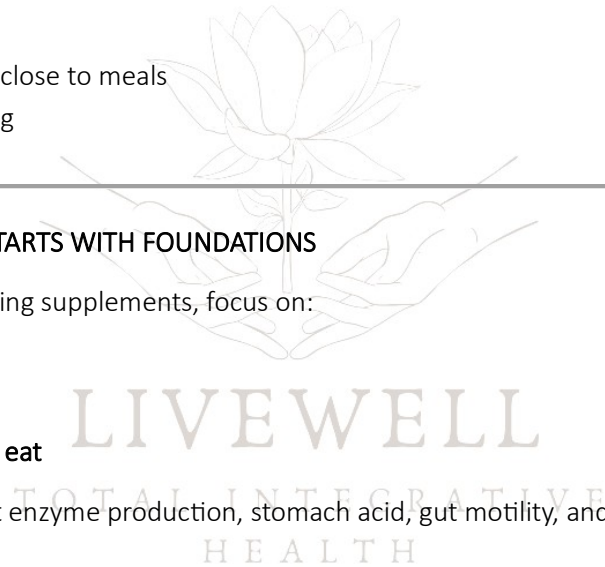 close to meals
g
TARTS WITH FOUNDATIONS
ing supplements, focus on:
LIVEWELL
eat
TOTAL INTEGRATIVE
enzyme production, stomach acid, gut motility, and
HEALTH